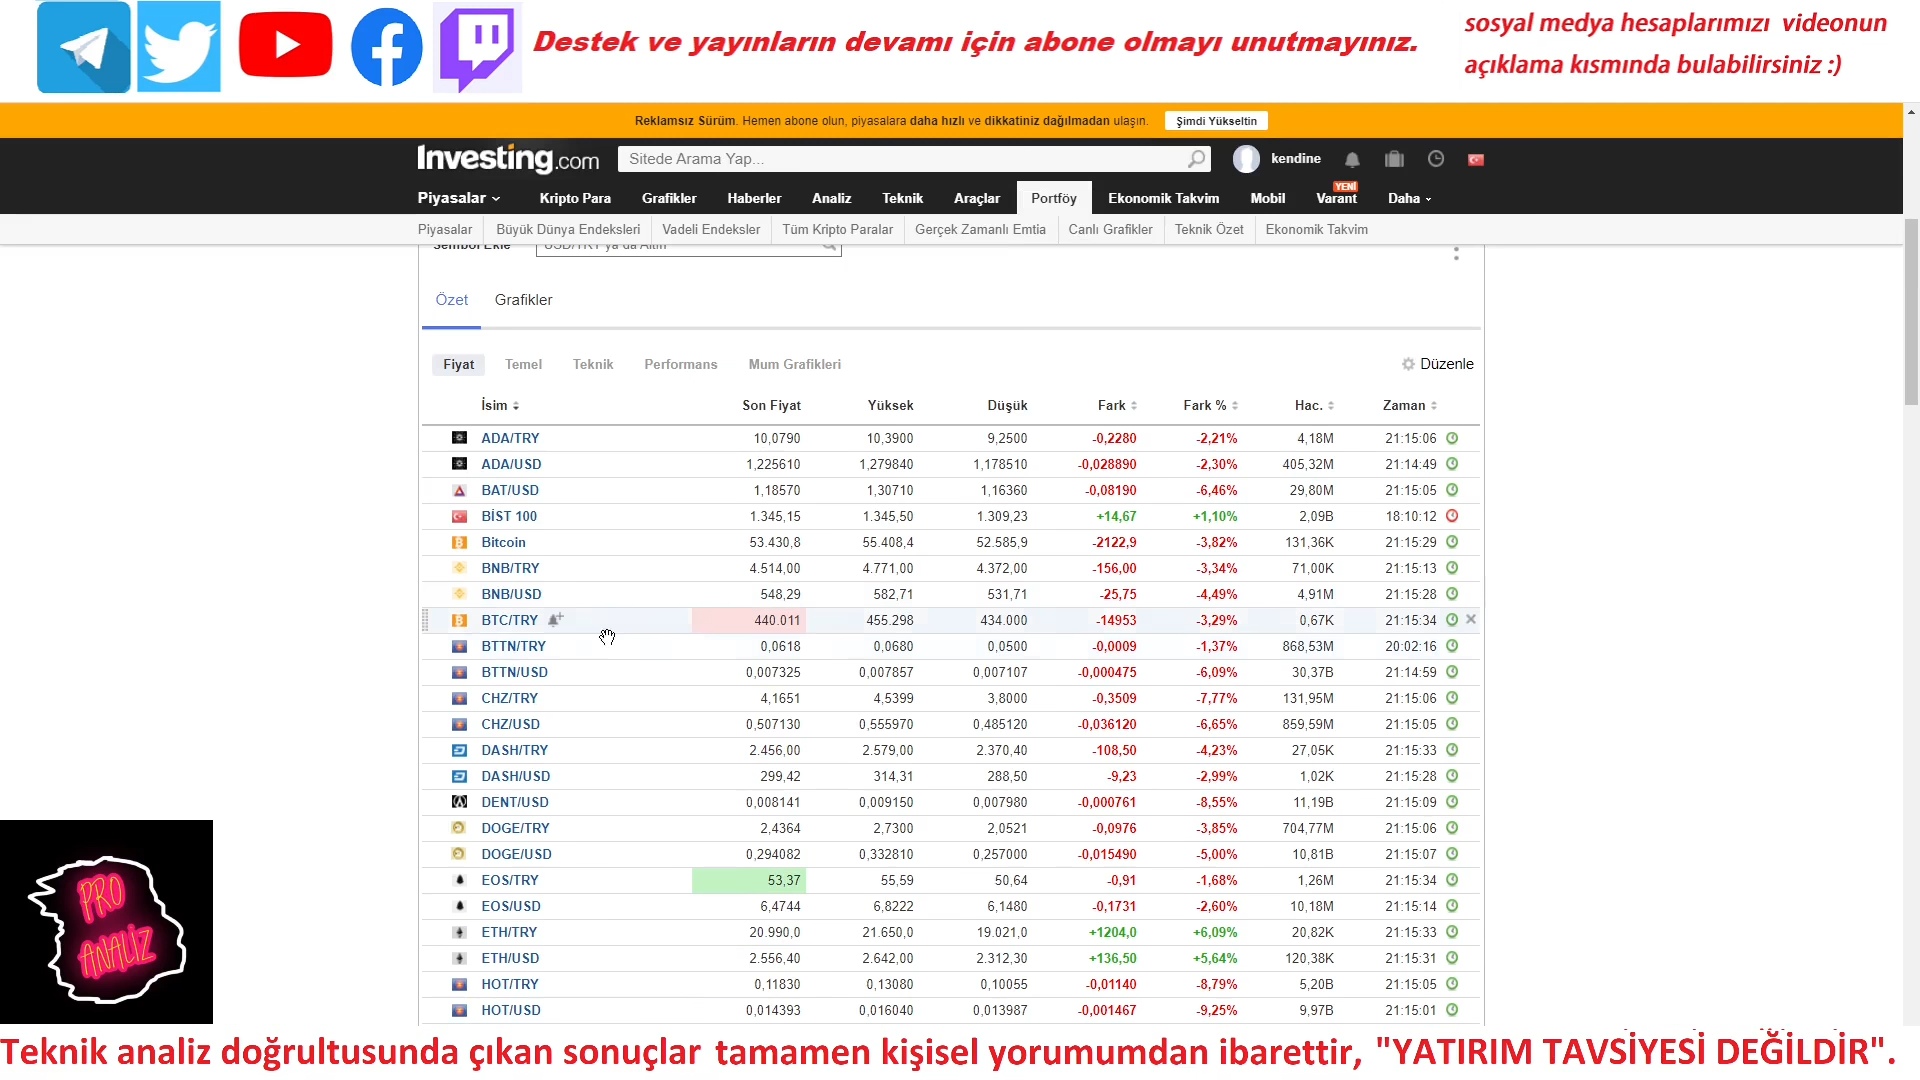 Destek ve yayınların devamı için abone olmayı unutmayınız.
sosyal medya hesaplarımızı videonun
açıklama kısmında bulabilirsiniz :)
Reklamsız Sürüm. Hemen abone olun, piyasalara daha hızlı ve dikkatiniz dağılmadan ulaşın. Şimdi Yükseltin
Investing.com Sitede Arama Yap... kendine
YENİ
Piyasalar Kripto Para Grafikler Haberler Analiz Teknik Araçlar Portföy Ekonomik Takvim Mobil Varant Daha
Piyasalar Büyük Dünya Endeksleri Vadeli Endeksler Tüm Kripto Paralar Gerçek Zamanlı Emtia Canlı Grafikler Teknik Özet Ekonomik Takvim
Sembol Ekle USD/TRY ya da Altın
Özet Grafikler
Fiyat Temel Teknik Performans Mum Grafikleri Düzenle
İsim Son Fiyat Yüksek Düşük Fark Fark % Hac. Zaman
ADA/TRY 10,0790 10,3900 9,2500 -0,2280 -2,21% 4,18M 21:15:06
ADA/USD 1,225610 1,279840 1,178510 -0,028890 -2,30% 405,32M 21:14:49
BAT/USD 1,18570 1,30710 1,16360 -0,08190 -6,46% 29,80M 21:15:05
BİST 100 1.345,15 1.345,50 1.309,23 +14,67 +1,10% 2,09B 18:10:12
Bitcoin 53.430,8 55.408,4 52.585,9 -2122,9 -3,82% 131,36K 21:15:29
BNB/TRY 4.514,00 4.771,00 4.372,00 -156,00 -3,34% 71,00K 21:15:13
BNB/USD 548,29 582,71 531,71 -25,75 -4,49% 4,91M 21:15:28
BTC/TRY 440.011 455.298 434.000 -14953 -3,29% 0,67K 21:15:34
BTTN/TRY 0,0618 0,0680 0,0500 -0,0009 -1,37% 868,53M 20:02:16
BTTN/USD 0,007325 0,007857 0,007107 -0,000475 -6,09% 30,37B 21:14:59
CHZ/TRY 4,1651 4,5399 3,8000 -0,3509 -7,77% 131,95M 21:15:06
CHZ/USD 0,507130 0,555970 0,485120 -0,036120 -6,65% 859,59M 21:15:05
DASH/TRY 2.456,00 2.579,00 2.370,40 -108,50 -4,23% 27,05K 21:15:33
DASH/USD 299,42 314,31 288,50 -9,23 -2,99% 1,02K 21:15:28
DENT/USD 0,008141 0,009150 0,007980 -0,000761 -8,55% 11,19B 21:15:09
DOGE/TRY 2,4364 2,7300 2,0521 -0,0976 -3,85% 704,77M 21:15:06
DOGE/USD 0,294082 0,332810 0,257000 -0,015490 -5,00% 10,81B 21:15:07
EOS/TRY 53,37 55,59 50,64 -0,91 -1,68% 1,26M 21:15:34
EOS/USD 6,4744 6,8222 6,1480 -0,1731 -2,60% 10,18M 21:15:14
ETH/TRY 20.990,0 21.650,0 19.021,0 +1204,0 +6,09% 20,82K 21:15:33
ETH/USD 2.556,40 2.642,00 2.312,30 +136,50 +5,64% 120,38K 21:15:31
HOT/TRY 0,11830 0,13080 0,10055 -0,01140 -8,79% 5,20B 21:15:05
HOT/USD 0,014393 0,016040 0,013987 -0,001467 -9,25% 9,97B 21:15:01
PRO
ANALİZ
Teknik analiz doğrultusunda çıkan sonuçlar tamamen kişisel yorumumdan ibarettir, "YATIRIM TAVSİYESİ DEĞİLDİR".